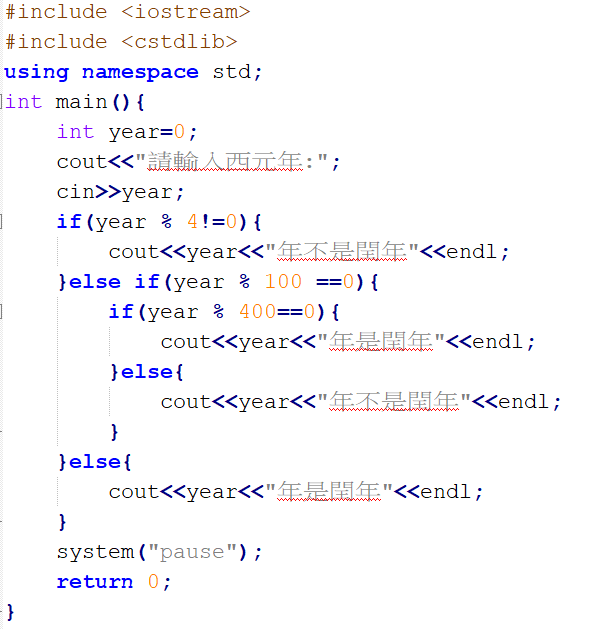 #include <iostream>
#include <cstdlib>
using namespace std;
int main(){
    int year=0;
    cout<<"請輸入西元年:";
    cin>>year;
    if(year % 4!=0){
        cout<<year<<"年不是閏年"<<endl;
    }else if(year % 100 ==0){
        if(year % 400==0){
            cout<<year<<"年是閏年"<<endl;
        }else{
            cout<<year<<"年不是閏年"<<endl;
        }
    }else{
        cout<<year<<"年是閏年"<<endl;
    }
    system("pause");
    return 0;
}